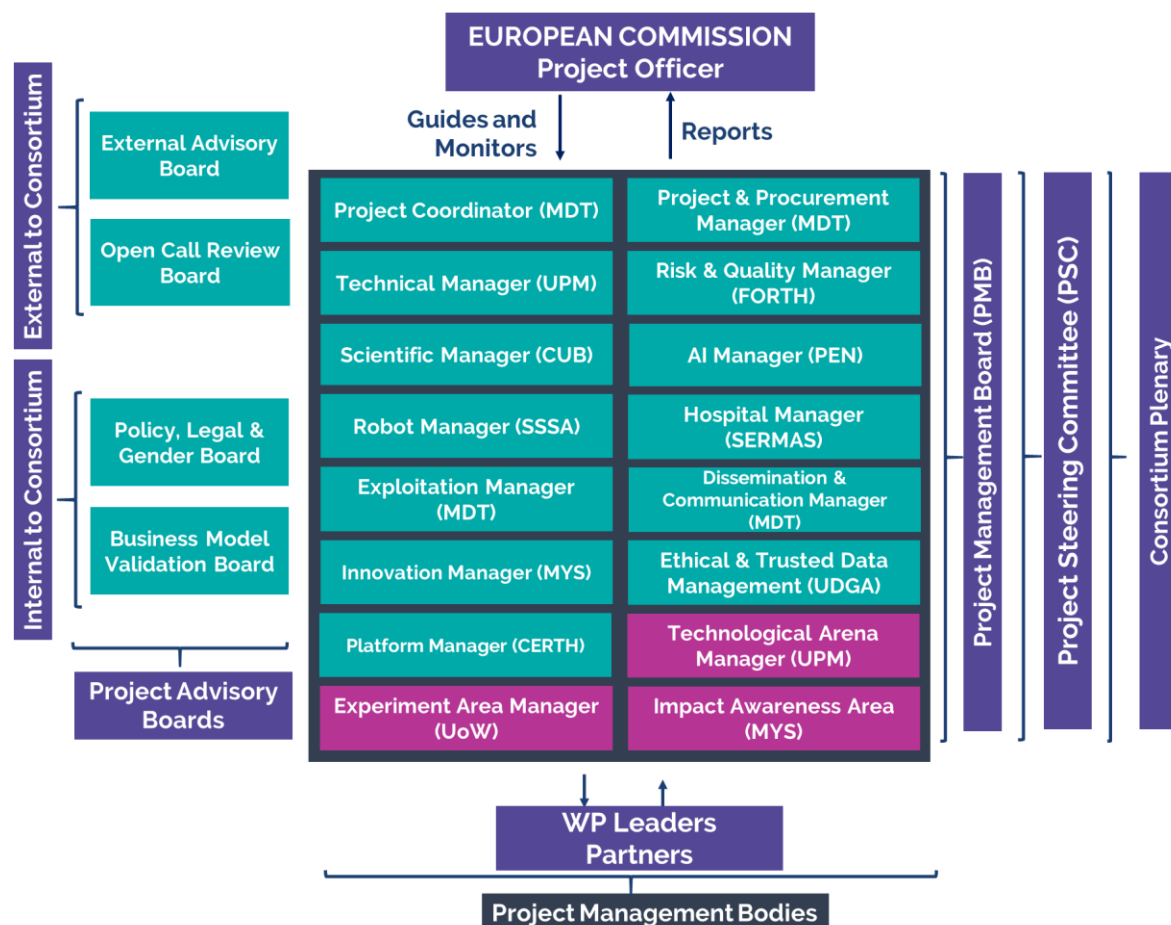 EUROPEAN COMMISSION
Project Officer
Guides and
Monitors
Reports
External to Consortium
External Advisory
Board
Open Call Review
Board
Internal to Consortium
Policy, Legal &
Gender Board
Business Model
Validation Board
Project Advisory
Boards
Project Coordinator (MDT)
Project & Procurement
Manager (MDT)
Technical Manager (UPM)
Risk & Quality Manager
(FORTH)
Scientific Manager (CUB)
AI Manager (PEN)
Robot Manager (SSSA)
Hospital Manager
(SERMAS)
Exploitation Manager
(MDT)
Dissemination &
Communication Manager
(MDT)
Innovation Manager (MYS)
Ethical & Trusted Data
Management (UDGA)
Platform Manager (CERTH)
Technological Arena
Manager (UPM)
Experiment Area Manager
(UoW)
Impact Awareness Area
(MYS)
Project Management Board (PMB)
Project Steering Committee (PSC)
Consortium Plenary
WP Leaders
Partners
Project Management Bodies